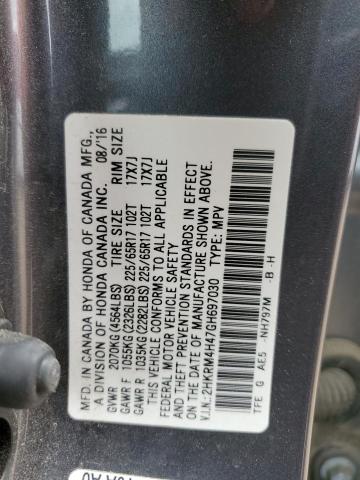 MFD. IN CANADA BY HONDA OF CANADA MFG.,
A DIVISION OF HONDA CANADA INC. 08/'16
GVWR 2070KG(4564LBS) TIRE SIZE RIM SIZE
GAWR F 1055KG(2326LBS) 225/65R17 102T 17X7J
GAWR R 1035KG(2282LBS) 225/65R17 102T 17X7J
THIS VEHICLE CONFORMS TO ALL APPLICABLE
FEDERAL MOTOR VEHICLE SAFETY
AND THEFT PREVENTION STANDARDS IN EFFECT
ON THE DATE OF MANUFACTURE SHOWN ABOVE.
V.I.N.:2HKRM4H47GH697030 TYPE: MPV
TFE G AE5 -NH797M -B -H